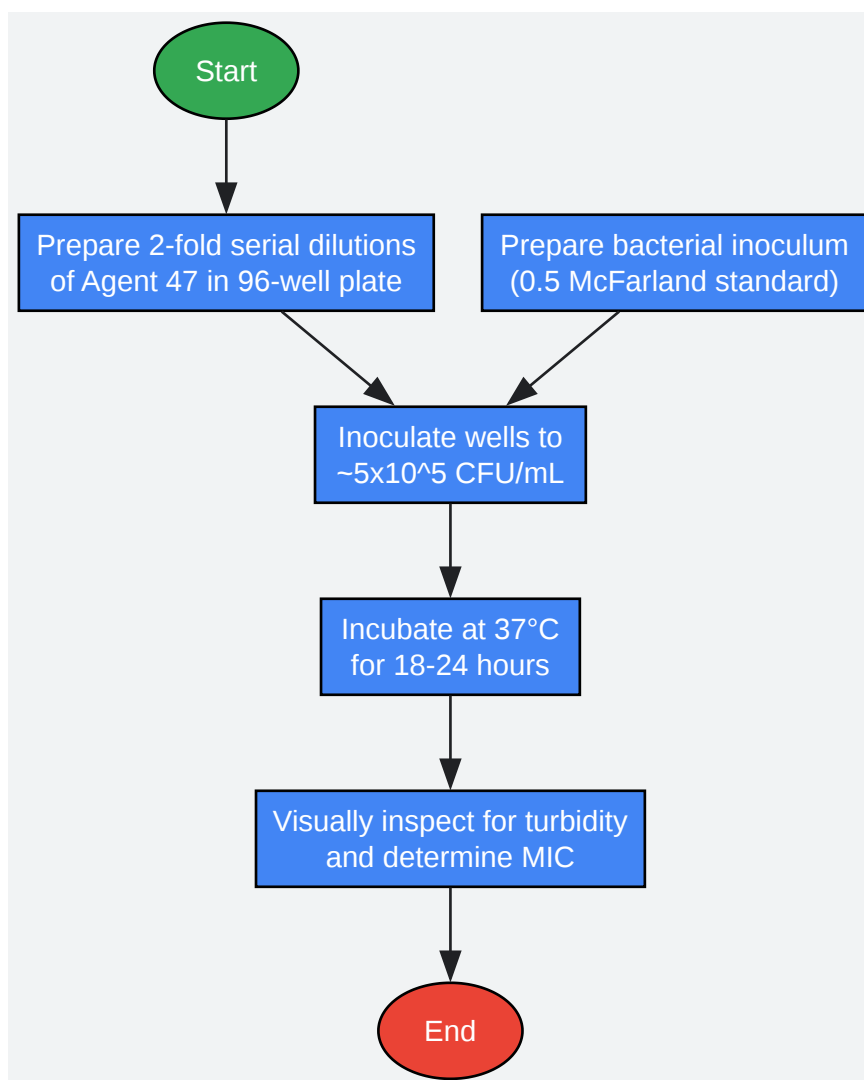 Start
Prepare 2-fold serial dilutions
of Agent 47 in 96-well plate
Prepare bacterial inoculum
(0.5 McFarland standard)
Inoculate wells to
~5x10^5 CFU/mL
Incubate at 37°C
for 18-24 hours
Visually inspect for turbidity
and determine MIC
End